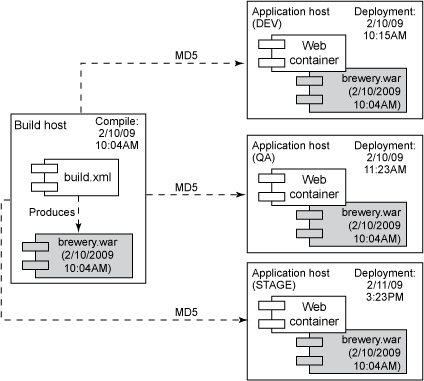 Build host
Compile:
2/10/09
10:04AM
build.xml
Produces
brewery.war
(2/10/2009
10:04AM)
MD5
Application host
(DEV)
Deployment:
2/10/09
10:15AM
Web
container
brewery.war
(2/10/2009
10:04AM)
MD5
Application host
(QA)
Deployment:
2/10/09
11:23AM
Web
container
brewery.war
(2/10/2009
10:04AM)
MD5
Application host
(STAGE)
Deployment:
2/11/09
3:23PM
Web
container
brewery.war
(2/10/2009
10:04AM)